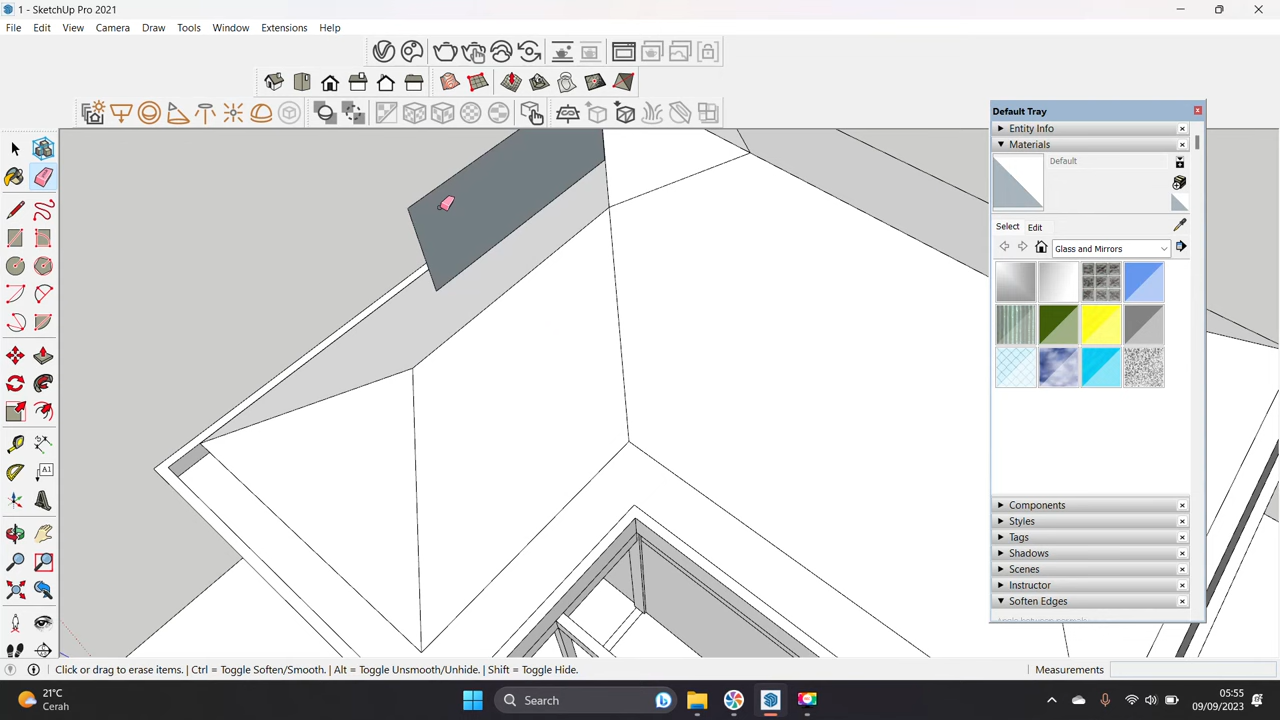 1 - SketchUp Pro 2021
File Edit View Camera Draw Tools Window Extensions Help
Default Tray
Entity Info
Materials
Default
Select Edit
Glass and Mirrors
Components
Styles
Tags
Shadows
Scenes
Instructor
Soften Edges
A1
Click or drag to erase items. | Ctrl = Toggle Soften/Smooth. | Alt = Toggle Unsmooth/Unhide. | Shift = Toggle Hide.
Measurements
21°C
Cerah
Search
05:55
09/09/2023